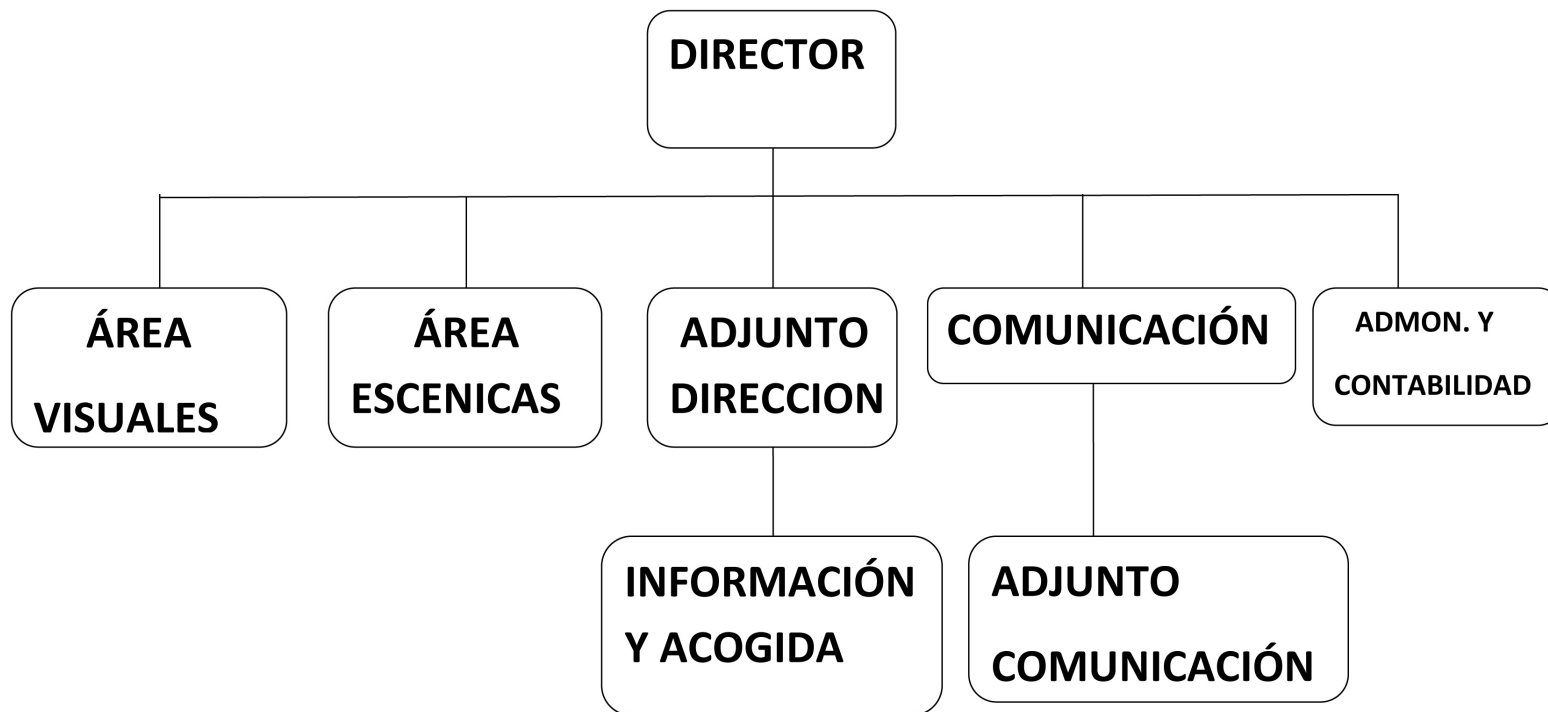 DIRECTOR
ÁREA
VISUALES
ÁREA
ESCENICAS
ADJUNTO
DIRECCION
COMUNICACIÓN
ADMON. Y
CONTABILIDAD
INFORMACIÓN
Y ACOGIDA
ADJUNTO
COMUNICACIÓN